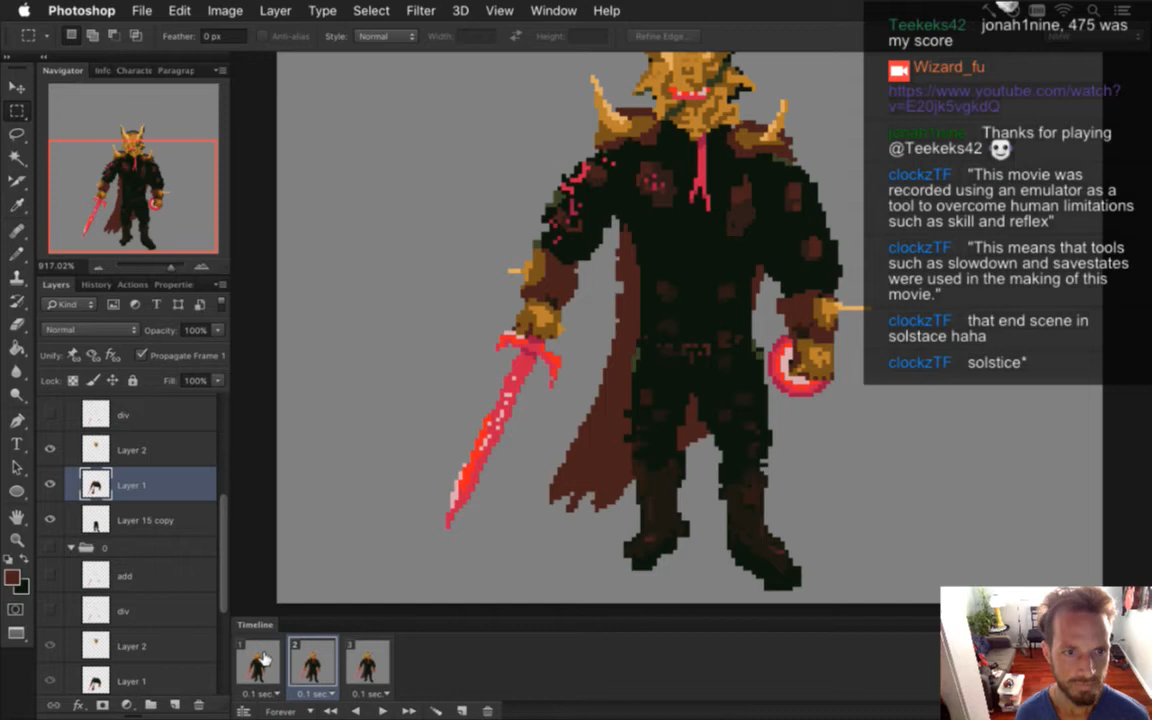 Photoshop File Edit Image Layer Type Select Filter 3D View Window Help
Feather: 0 px Anti-alias Style: Normal Width: Height: Refine Edge...
Navigator Info Characte Paragrap
917.02%
Layers History Actions Propertie
Kind
Normal Opacity: 100%
Unify: Propagate Frame 1
Lock: Fill: 100%
div
Layer 2
Layer 1
Layer 15 copy
0
add
div
Layer 2
Layer 1
Timeline
1 2 3
0.1 sec. 0.1 sec. 0.1 sec.
Forever
Teekeks42 jonah1nine, 475 was
my score
Wizard_fu
https://www.youtube.com/watch?
v=E20jk5vgkdQ
jonah1nine Thanks for playing
@Teekeks42
clockzTF "This movie was
recorded using an emulator as a
tool to overcome human limitations
such as skill and reflex"
clockzTF "This means that tools
such as slowdown and savestates
were used in the making of this
movie."
clockzTF that end scene in
solstace haha
clockzTF solstice*